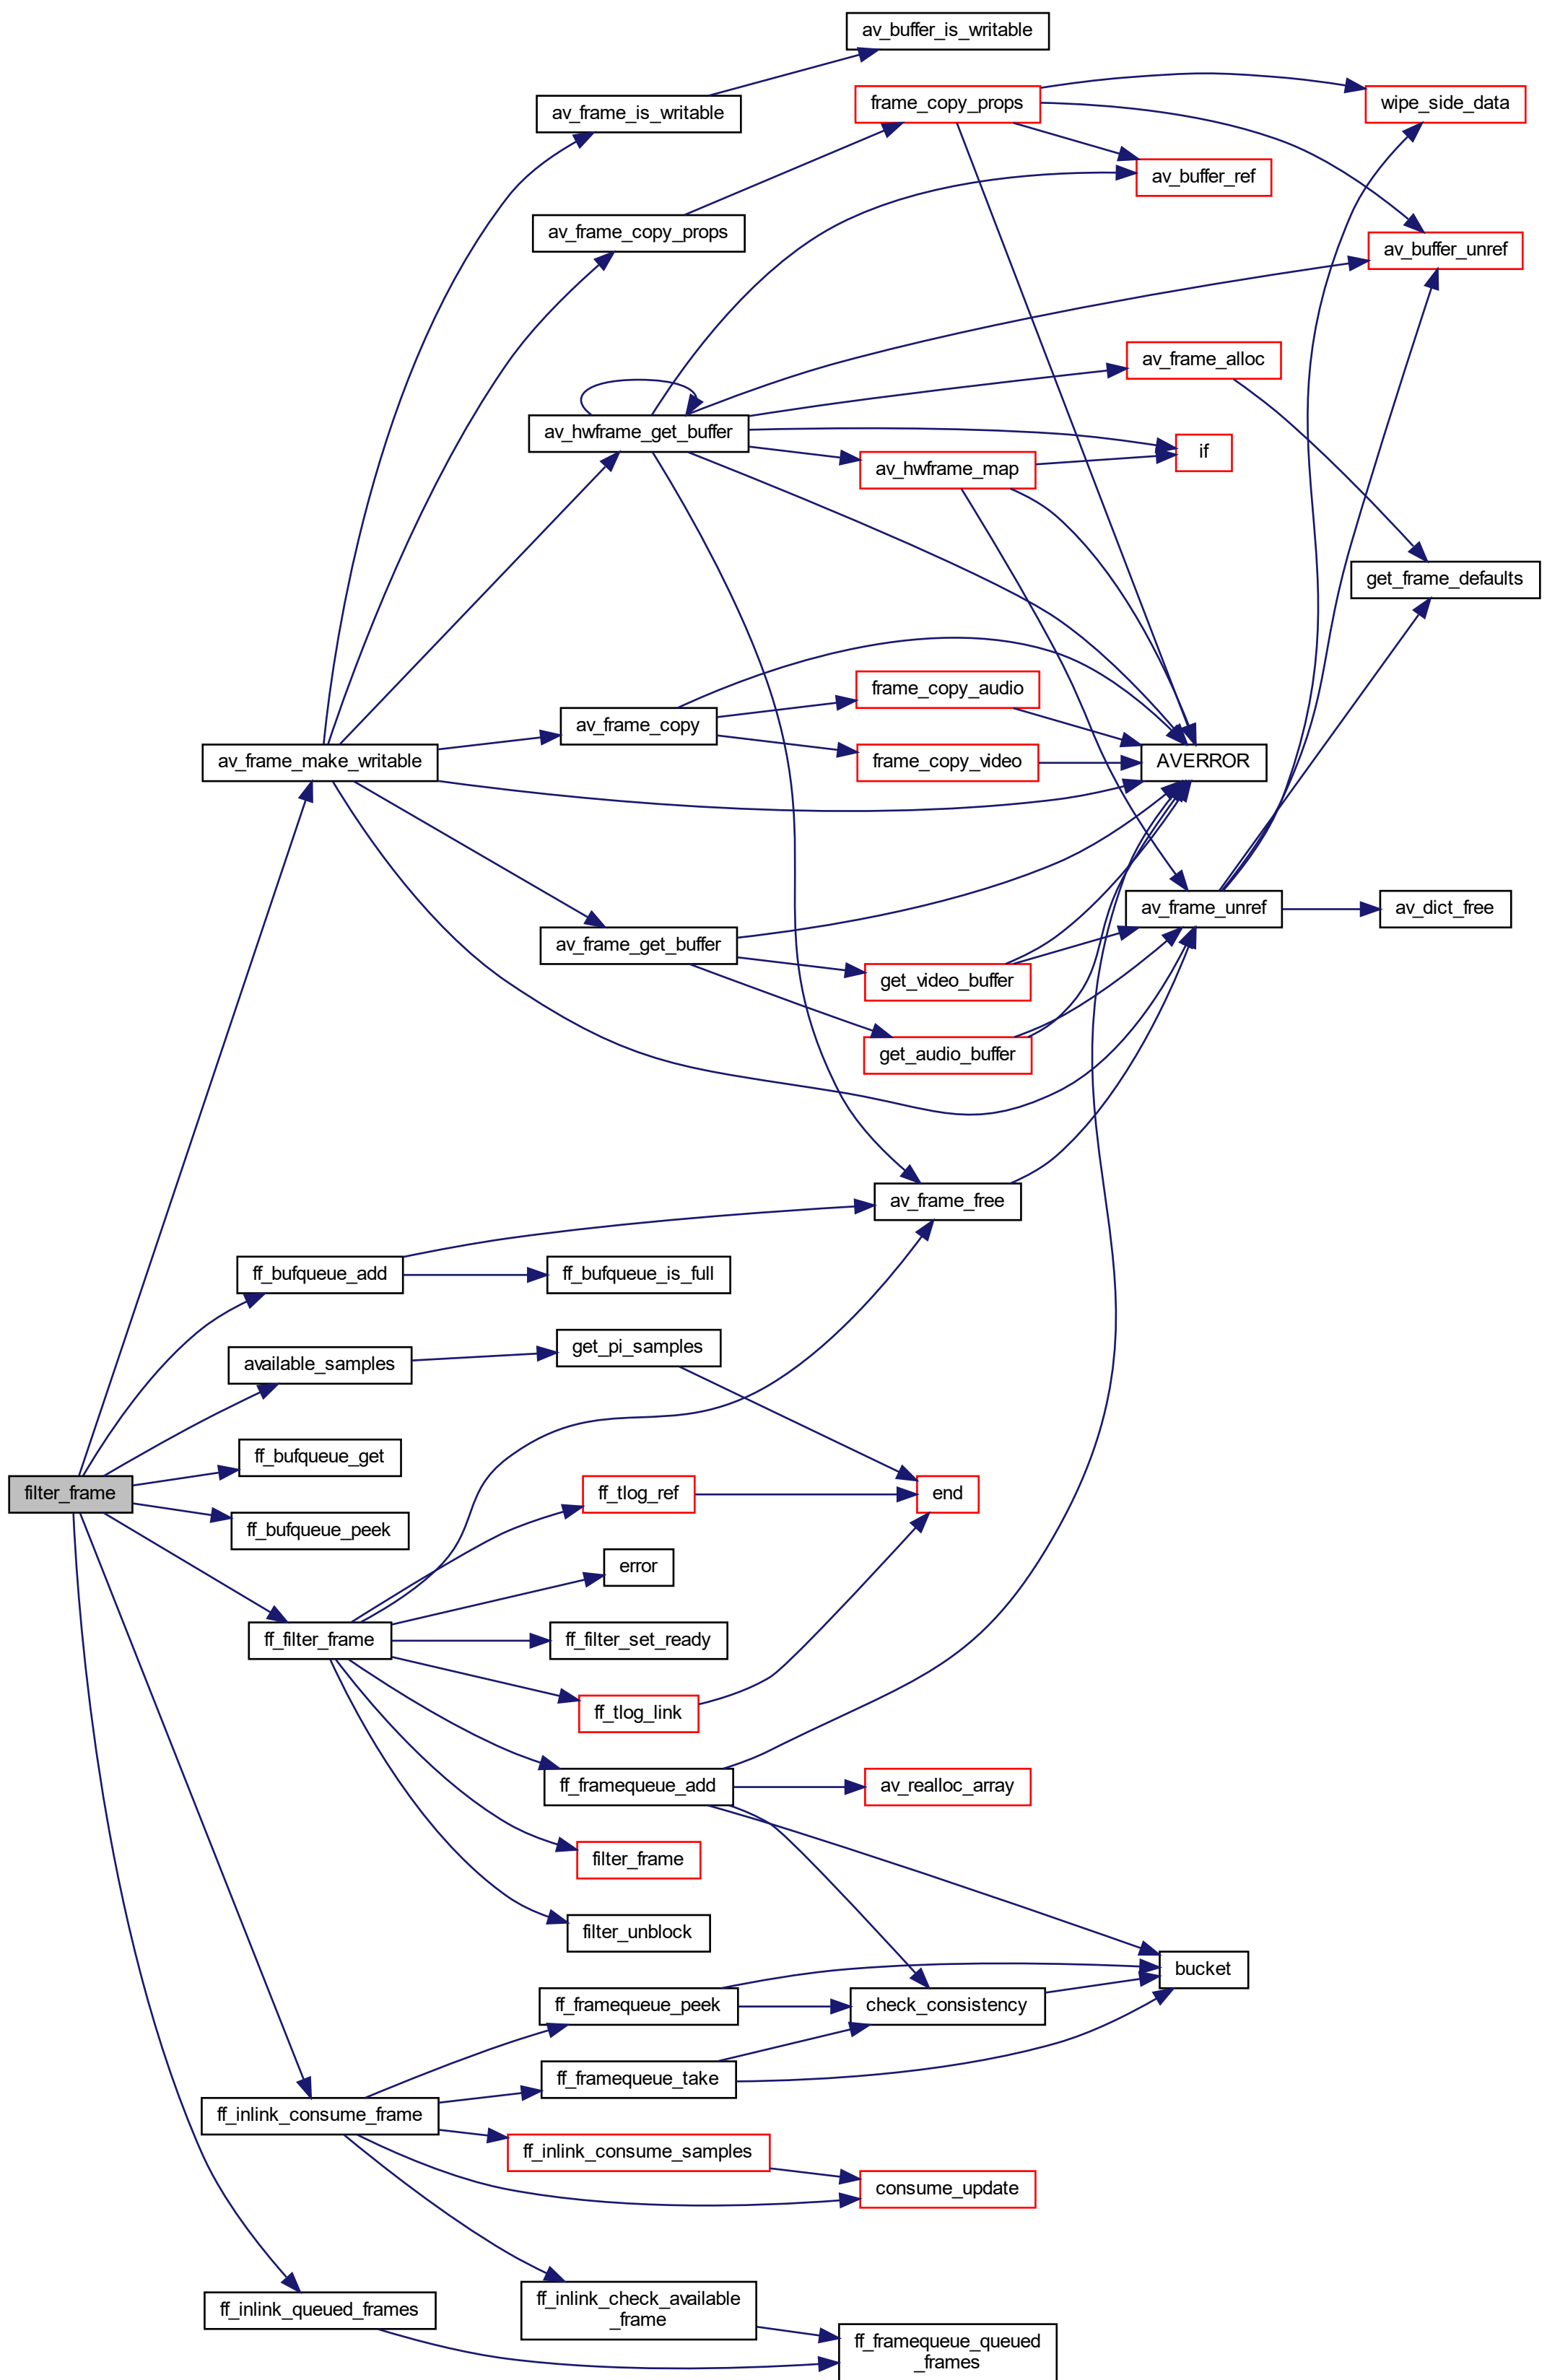 av_buffer_is_writable
av_frame_is_writable
frame_copy_props
wipe_side_data
av_buffer_ref
av_frame_copy_props
av_buffer_unref
av_frame_alloc
av_hwframe_get_buffer
if
av_hwframe_map
get_frame_defaults
frame_copy_audio
av_frame_copy
av_frame_make_writable
frame_copy_video
AVERROR
av_frame_unref
av_dict_free
av_frame_get_buffer
get_video_buffer
get_audio_buffer
av_frame_free
ff_bufqueue_add
ff_bufqueue_is_full
get_pi_samples
available_samples
ff_bufqueue_get
filter_frame
ff_tlog_ref
end
ff_bufqueue_peek
error
ff_filter_frame
ff_filter_set_ready
ff_tlog_link
ff_framequeue_add
av_realloc_array
filter_frame
filter_unblock
bucket
ff_framequeue_peek
check_consistency
ff_framequeue_take
ff_inlink_consume_frame
ff_inlink_consume_samples
consume_update
ff_inlink_check_available
_frame
ff_inlink_queued_frames
ff_framequeue_queued
_frames